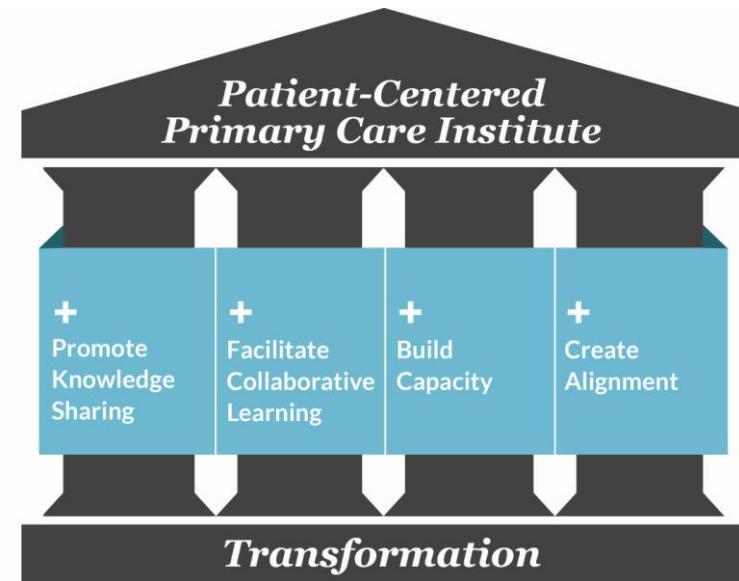 Patient-Centered
Primary Care Institute
+
Promote
Knowledge
Sharing
+
Facilitate
Collaborative
Learning
+
Build
Capacity
+
Create
Alignment
Transformation